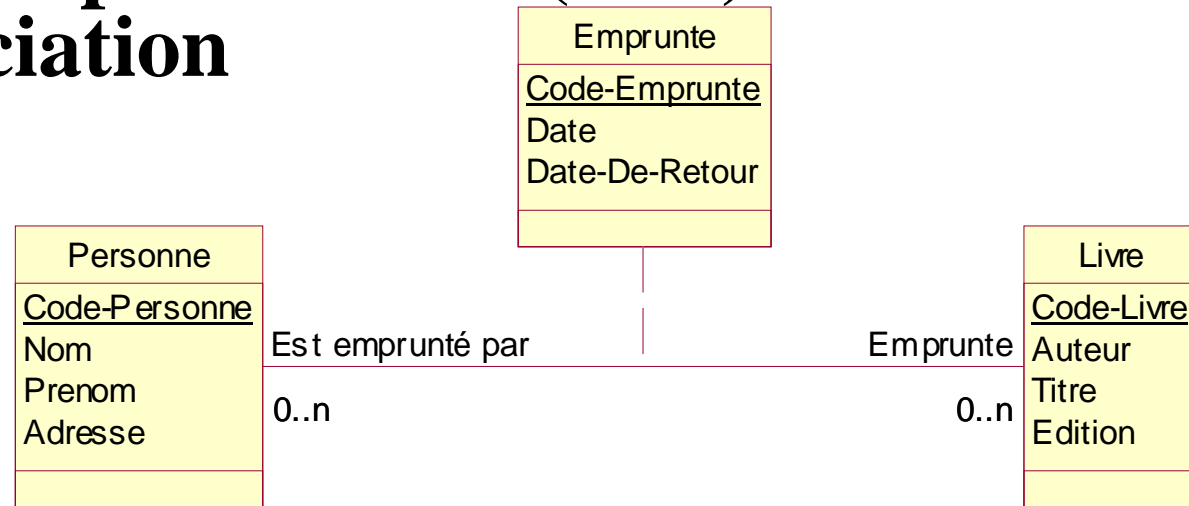 ciation
Emprunte
Code-Emprunte
Date
Date-De-Retour
Personne
Code-Personne
Nom
Prenom
Adresse
Est emprunté par
0..n
Emprunte
0..n
Livre
Code-Livre
Auteur
Titre
Edition